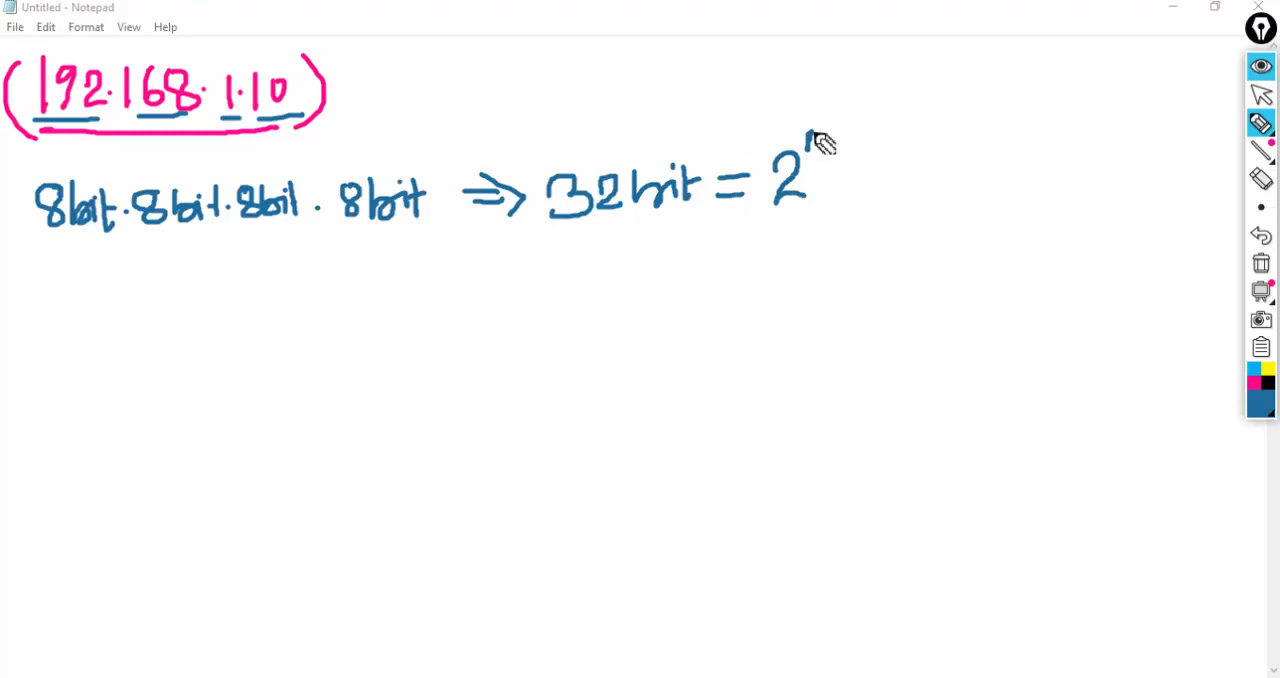 Untitled - Notepad
File Edit Format View Help
(192.168.1.10)
8bit.8bit.8bit.8bit ⇒ 32bit = 2